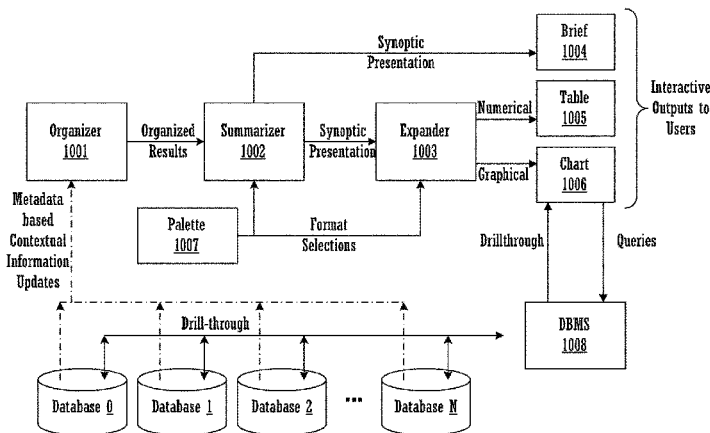 Synoptic
Presentation
Brief
1004
Organizer
1001
Organized
Results
Summarizer
1002
Synoptic
Presentation
Expander
1003
Numerical
Table
1005
Graphical
Chart
1006
Interactive
Outputs to
Users
Metadata
based
Contextual
Information
Updates
Palette
1007
Format
Selections
Drillthrough
Queries
DBMS
1008
Drill-through
Database 0
Database 1
Database 2
...
Database N